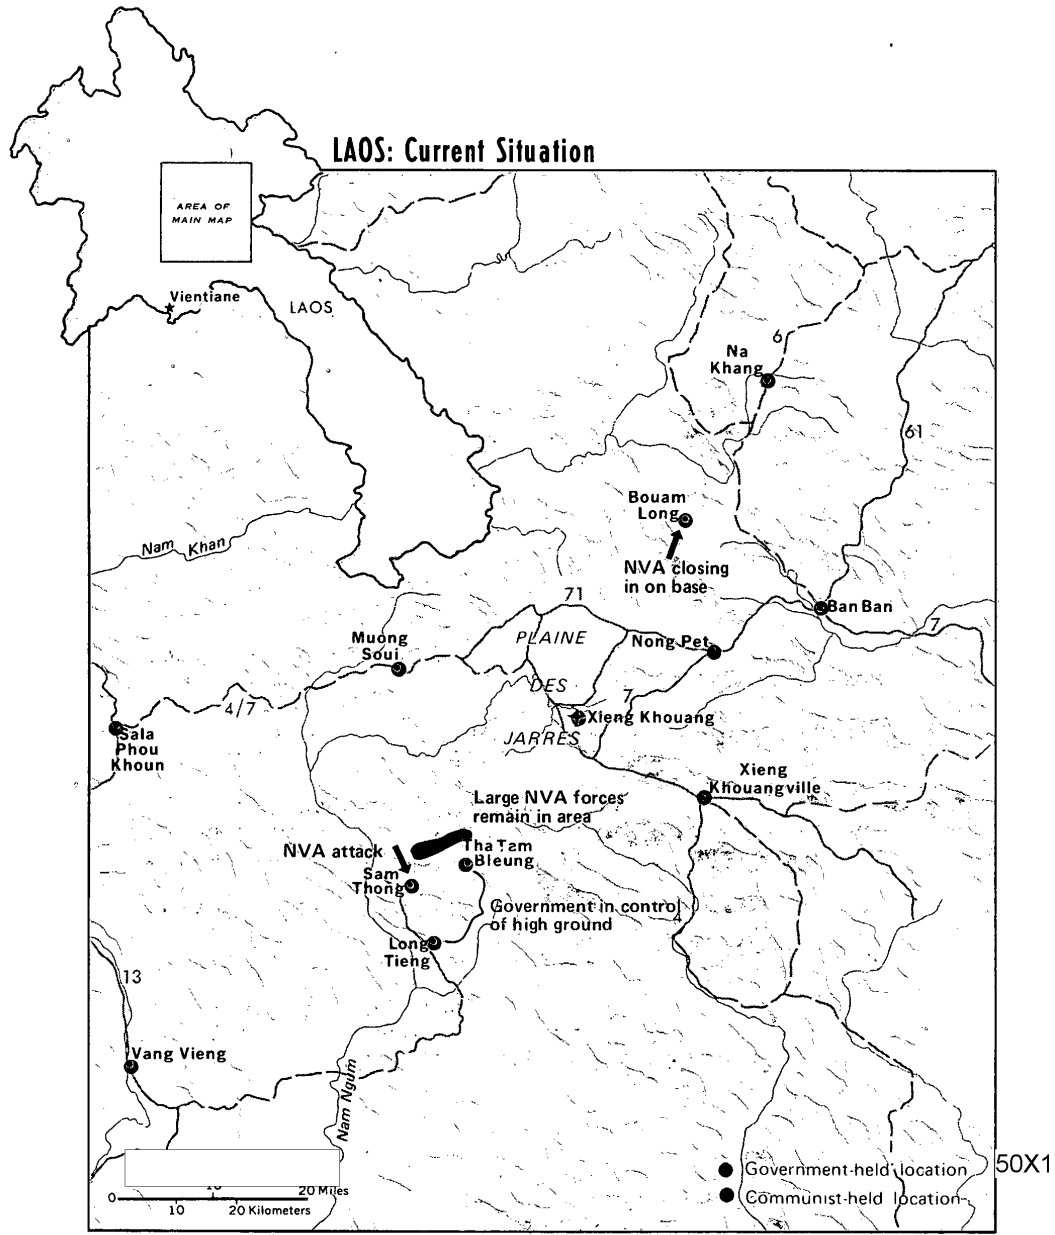 LAOS: Current Situation
AREA OF
MAIN MAP
Vientiane
LAOS
6
Na
Khang
61
Bouam
Long
Nam Khan
NVA closing
in on base
71
Ban Ban
7
Muong
Soui
PLAINE
Nong Pet
DES
7
4/7
Xieng Khouang
Sala
Phou
Khoun
JARRES
Xieng
Khouangville
Large NVA forces
remain in area
NVA attack
Tha Tam
Bleung
Sam
Thong
Government in control
of high ground
4
Long
Tieng
13
Vang Vieng
Nam Ngum
50X1
Government-held location
Communist-held location
0
20 Miles
10
20 Kilometers